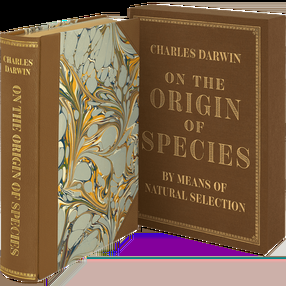 CHARLES
DARWIN
ON THE ORIGIN OF SPECIES
CHARLES DARWIN
ON THE
ORIGIN
OF
SPECIES
BY MEANS OF
NATURAL SELECTION